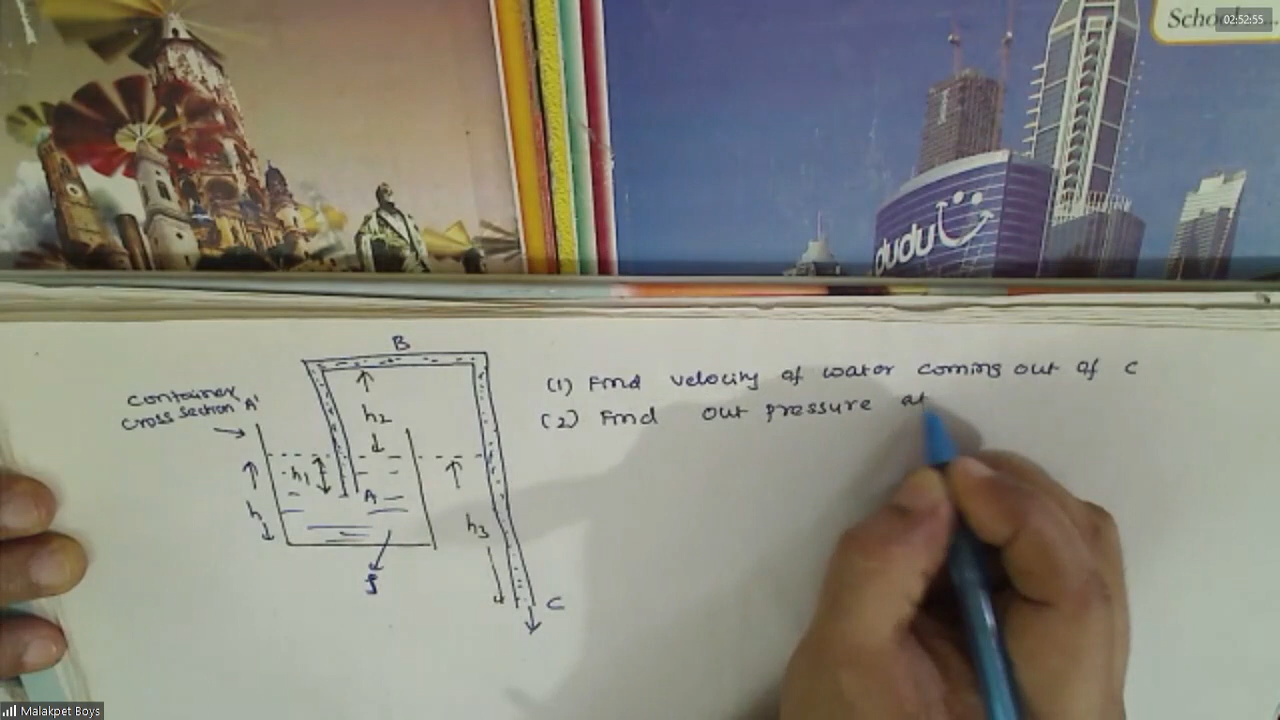 Schoo
02:52:55
dudu
B
container
cross section A'
h2
h1
A
h
h3
ρ
C
(1) Find velocity of water coming out of C
(2) Find out pressure at
Malakpet Boys